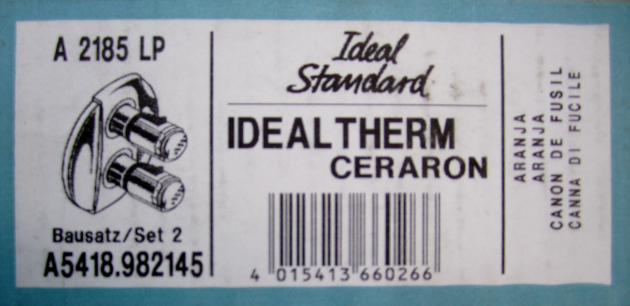 A 2185 LP
Bausatz/Set 2
A5418.982145
Ideal
Standard
IDEALTHERM
CERARON
4 015413 660266
ARANJA
ARANJA
CANON DE FUSIL
CANNA DI FUCILE